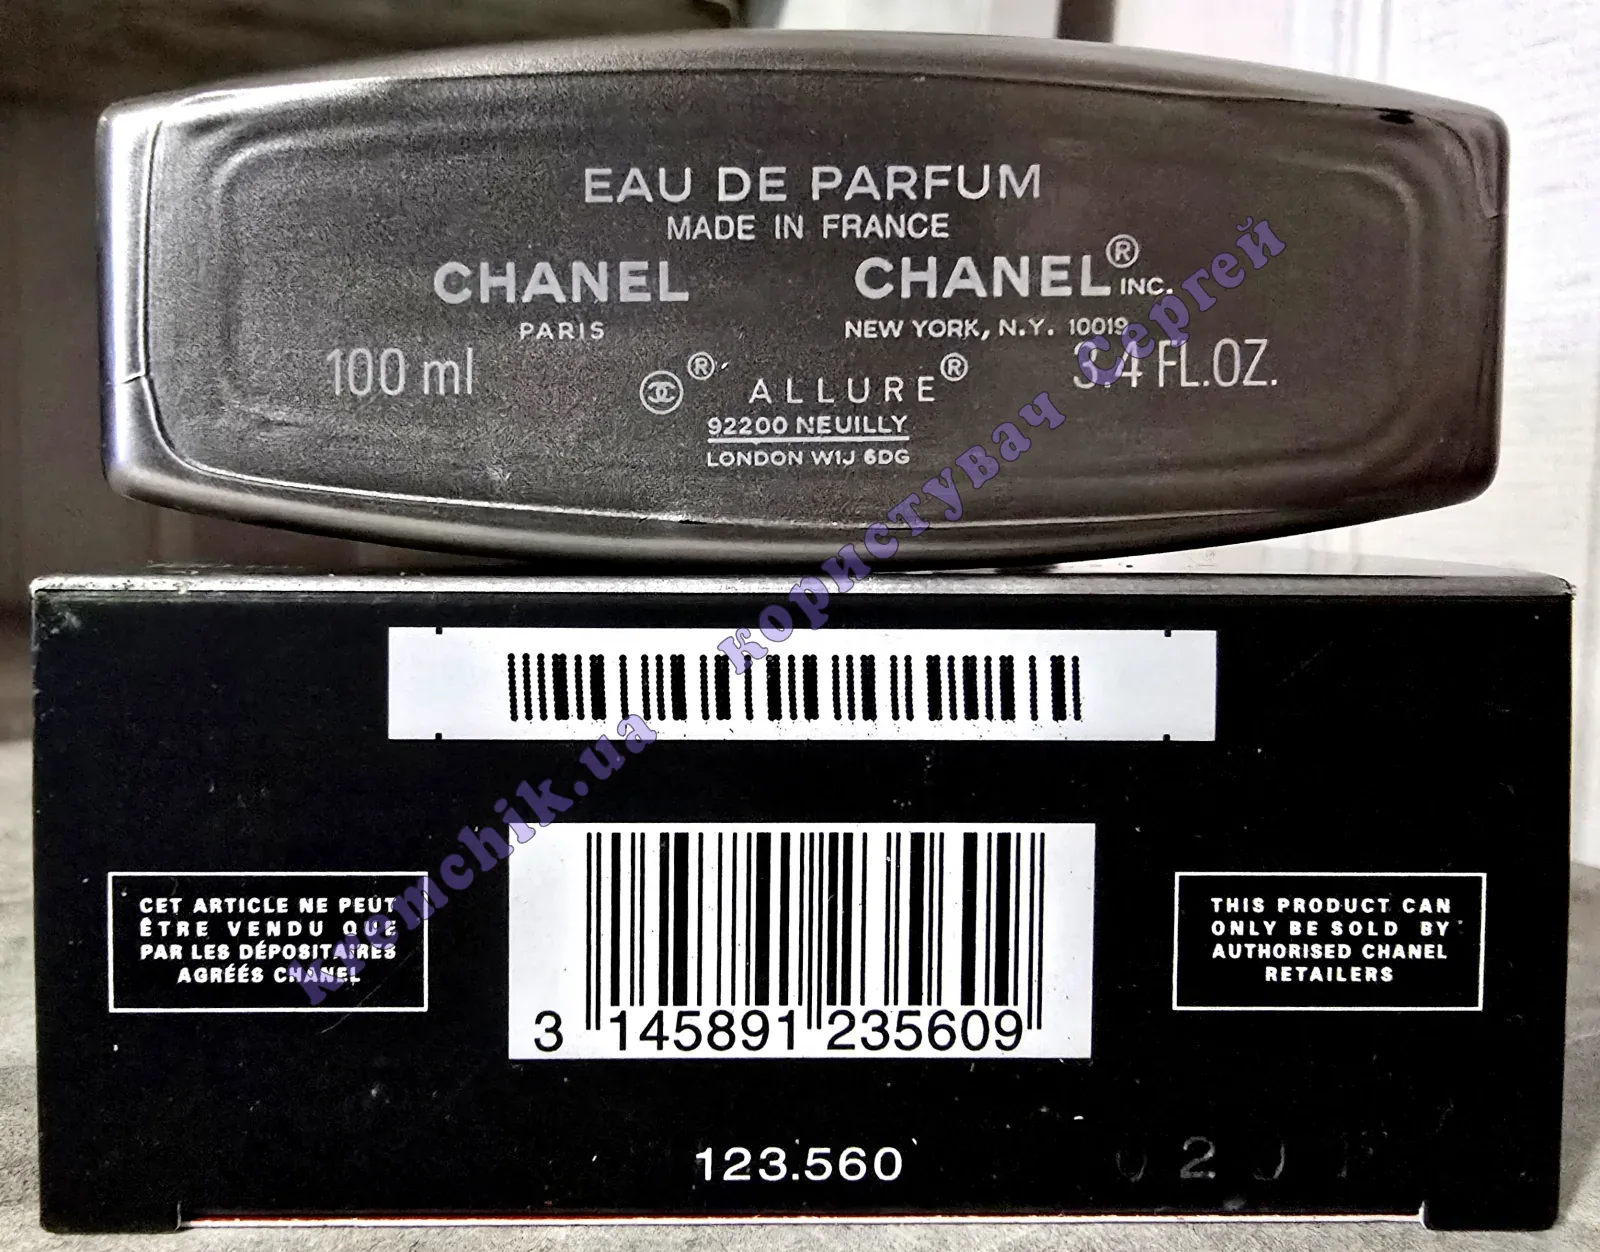 EAU DE PARFUM
MADE IN FRANCE
CHANEL
PARIS
CHANEL® INC.
NEW YORK, N.Y. 10019
100 ml
® ALLURE®
3.4 FL.OZ.
92200 NEUILLY
LONDON W1J 6DG
CET ARTICLE NE PEUT
ÊTRE VENDU QUE
PAR LES DÉPOSITAIRES
AGRÉÉS CHANEL
3 145891 235609
THIS PRODUCT CAN
ONLY BE SOLD BY
AUTHORISED CHANEL
RETAILERS
123.560
kremchik.ua користувач Сергей